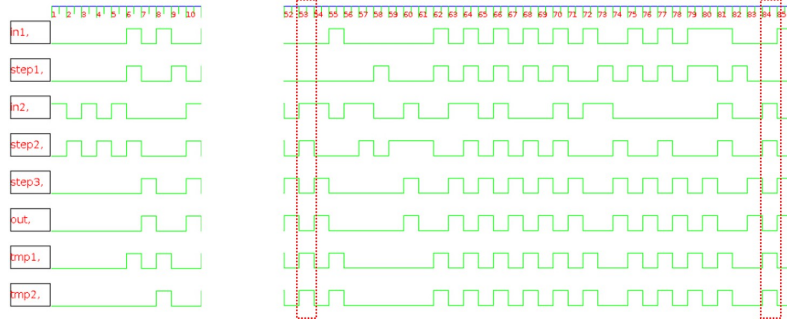 1 2 3 4 5 6 7 8 9 10 52 53 54 55 56 57 58 59 60 61 62 63 64 65 66 67 68 69 70 71 72 73 74 75 76 77 78 79 80 81 82 83 84 85
in1,
step1,
in2,
step2,
step3,
out,
tmp1,
tmp2,